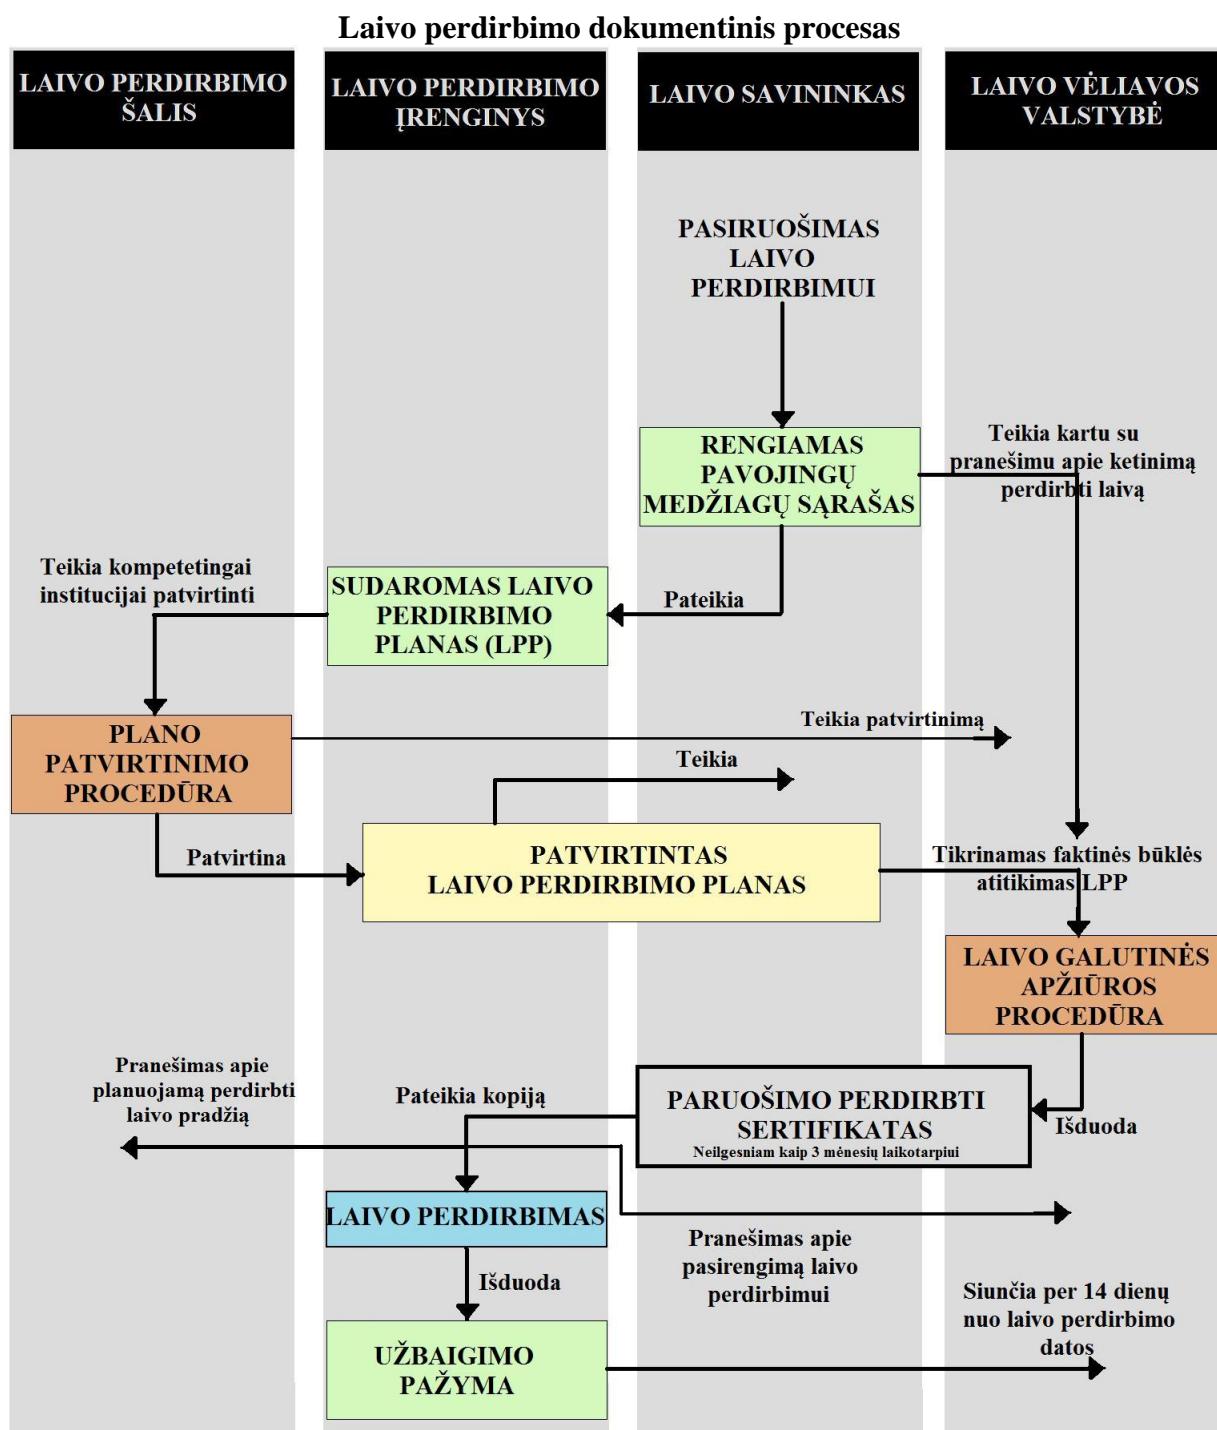 Laivo perdirbimo dokumentinis procesas
LAIVO PERDIRBIMO
ŠALIS
LAIVO PERDIRBIMO
ĮRENGINYS
LAIVO SAVININKAS
LAIVO VĖLIAVOS
VALSTYBĖ
PASIRUOŠIMAS
LAIVO
PERDIRBIMUI
RENGIAMAS
PAVOJINGŲ
MEDŽIAGŲ SĄRAŠAS
Teikia kartu su
pranešimu apie ketinimą
perdirbti laivą
Teikia kompetetingai
institucijai patvirtinti
SUDAROMAS LAIVO
PERDIRBIMO
PLANAS (LPP)
Pateikia
PLANO
PATVIRTINIMO
PROCEDŪRA
Teikia patvirtinimą
Teikia
Patvirtina
PATVIRTINTAS
LAIVO PERDIRBIMO PLANAS
Tikrinamas faktinės būklės
atitikimas LPP
LAIVO GALUTINĖS
APŽIŪROS
PROCEDŪRA
Pranešimas apie
planuojamą perdirbti
laivo pradžią
Pateikia kopiją
PARUOŠIMO PERDIRBTI
SERTIFIKATAS
Neilgesniam kaip 3 mėnesių laikotarpiui
Išduoda
LAIVO PERDIRBIMAS
Pranešimas apie
pasirengimą laivo
perdirbimui
Išduoda
Siunčia per 14 dienų
nuo laivo perdirbimo
datos
UŽBAIGIMO
PAŽYMA